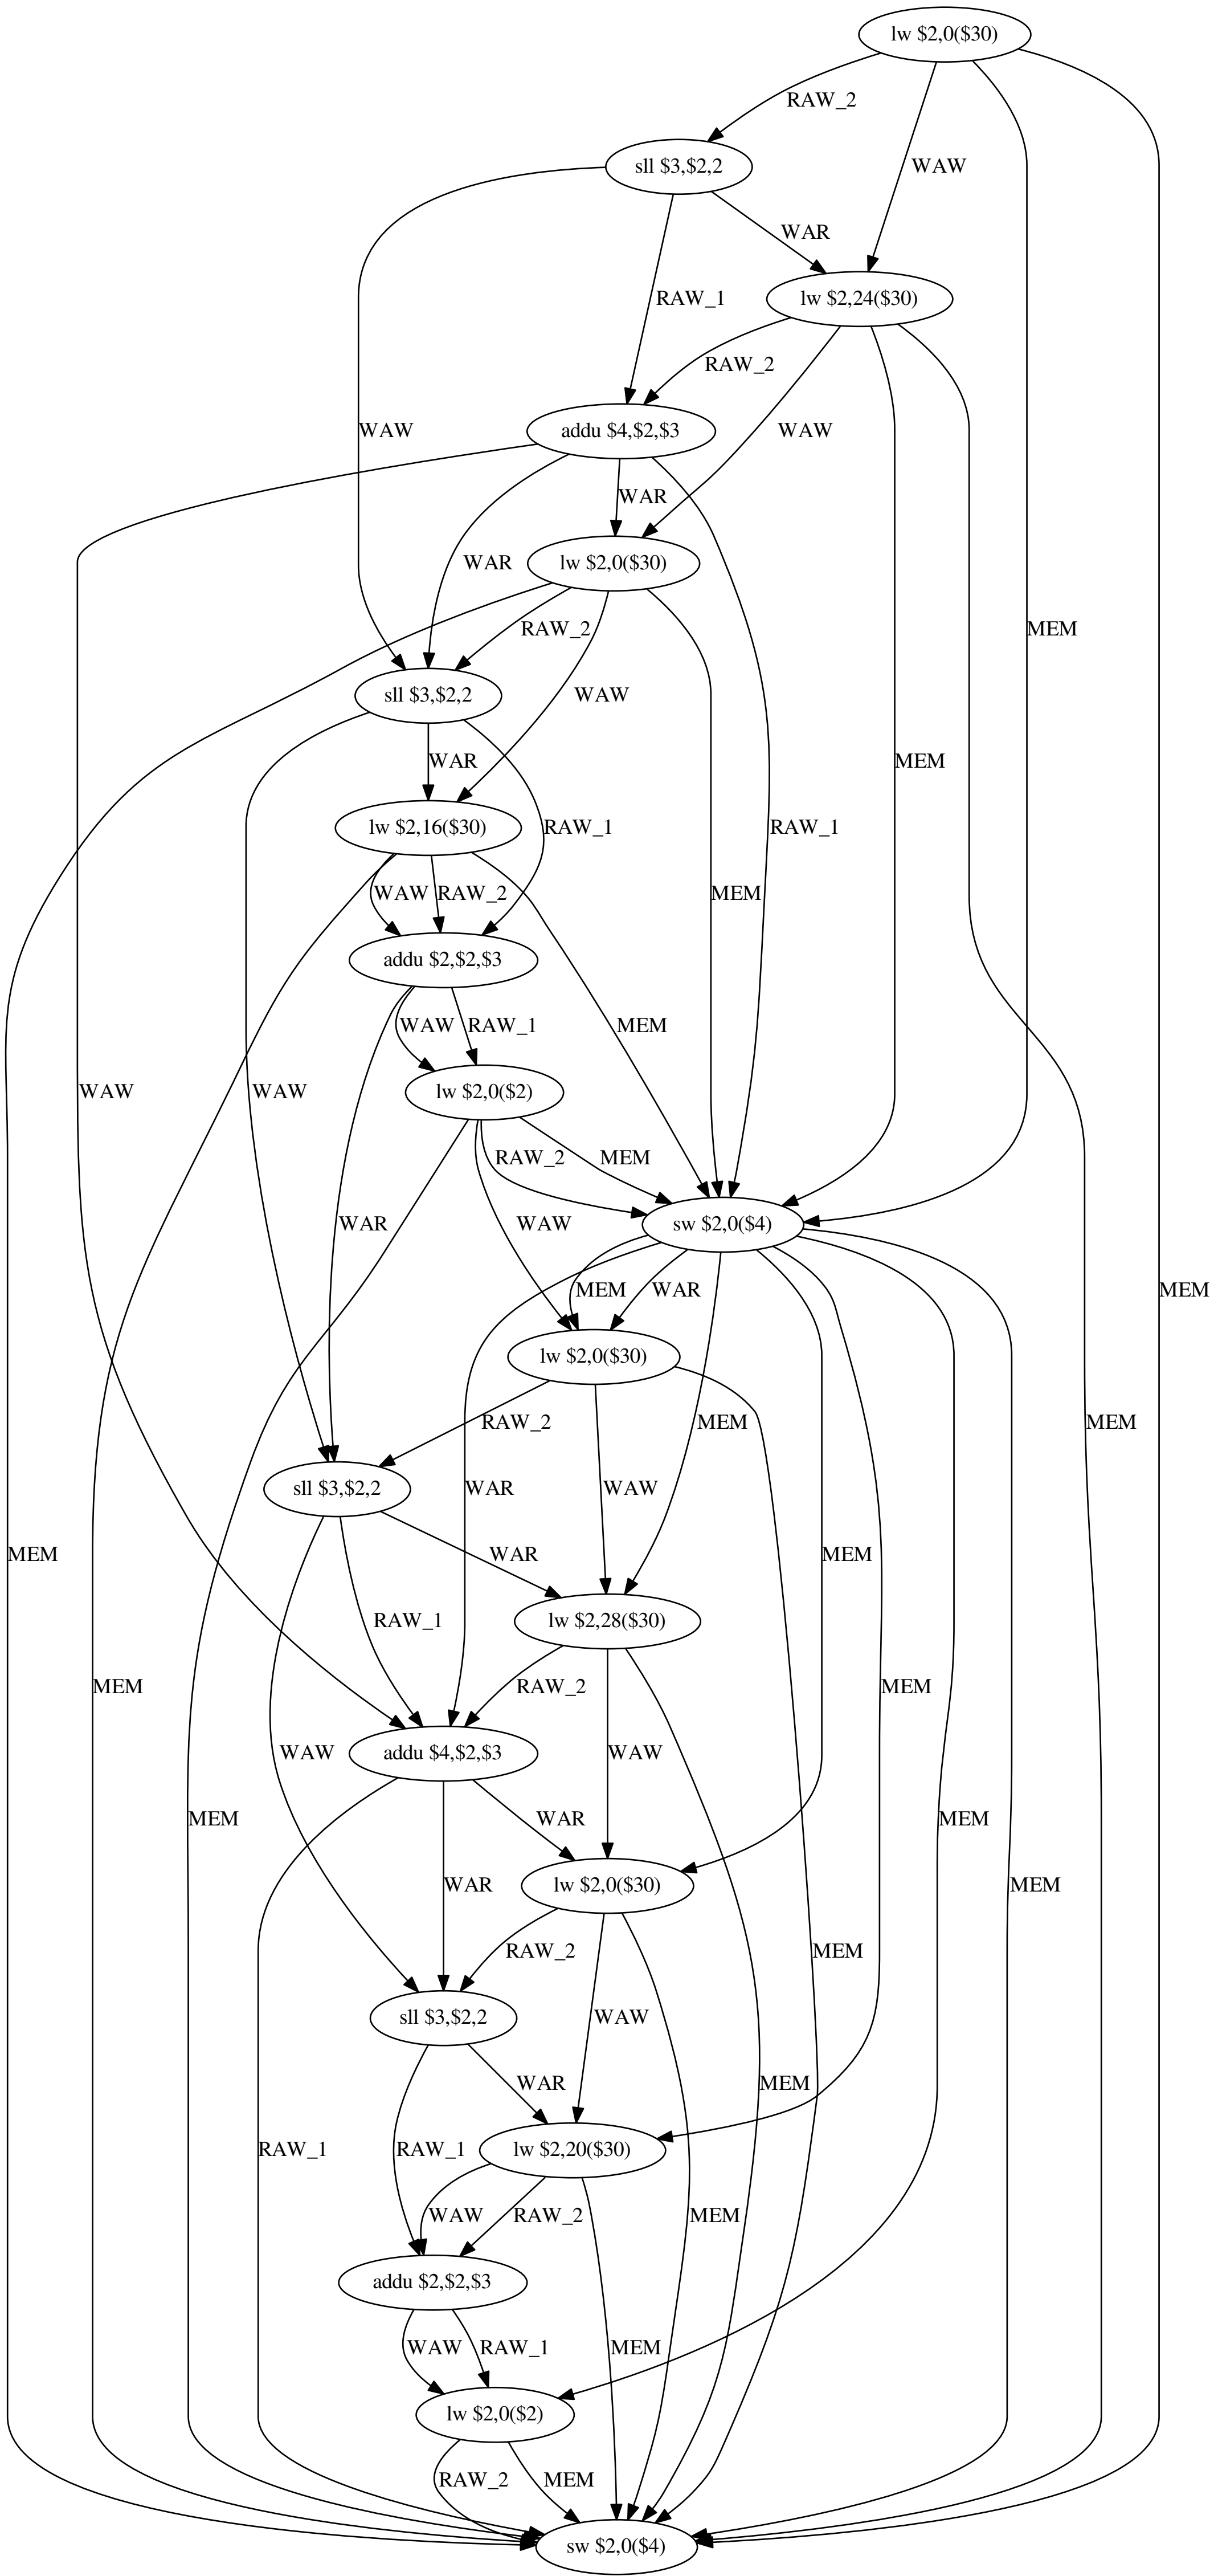 lw $2,0($30)
RAW_2
sll $3,$2,2
WAW
WAR
lw $2,24($30)
RAW_1
RAW_2
WAW
WAW
addu $4,$2,$3
WAR
WAR
lw $2,0($30)
RAW_2
MEM
sll $3,$2,2
WAW
WAR
MEM
lw $2,16($30)
RAW_1
RAW_1
WAW
RAW_2
MEM
addu $2,$2,$3
WAW
RAW_1
MEM
WAW
WAW
lw $2,0($2)
RAW_2
MEM
WAR
WAW
sw $2,0($4)
MEM
WAR
MEM
lw $2,0($30)
RAW_2
MEM
MEM
sll $3,$2,2
WAR
WAW
MEM
WAR
MEM
lw $2,28($30)
RAW_1
MEM
RAW_2
MEM
WAW
addu $4,$2,$3
WAW
MEM
WAR
MEM
WAR
lw $2,0($30)
MEM
RAW_2
MEM
sll $3,$2,2
WAW
WAR
MEM
RAW_1
RAW_1
lw $2,20($30)
WAW
RAW_2
MEM
addu $2,$2,$3
WAW
RAW_1
MEM
lw $2,0($2)
RAW_2
MEM
sw $2,0($4)